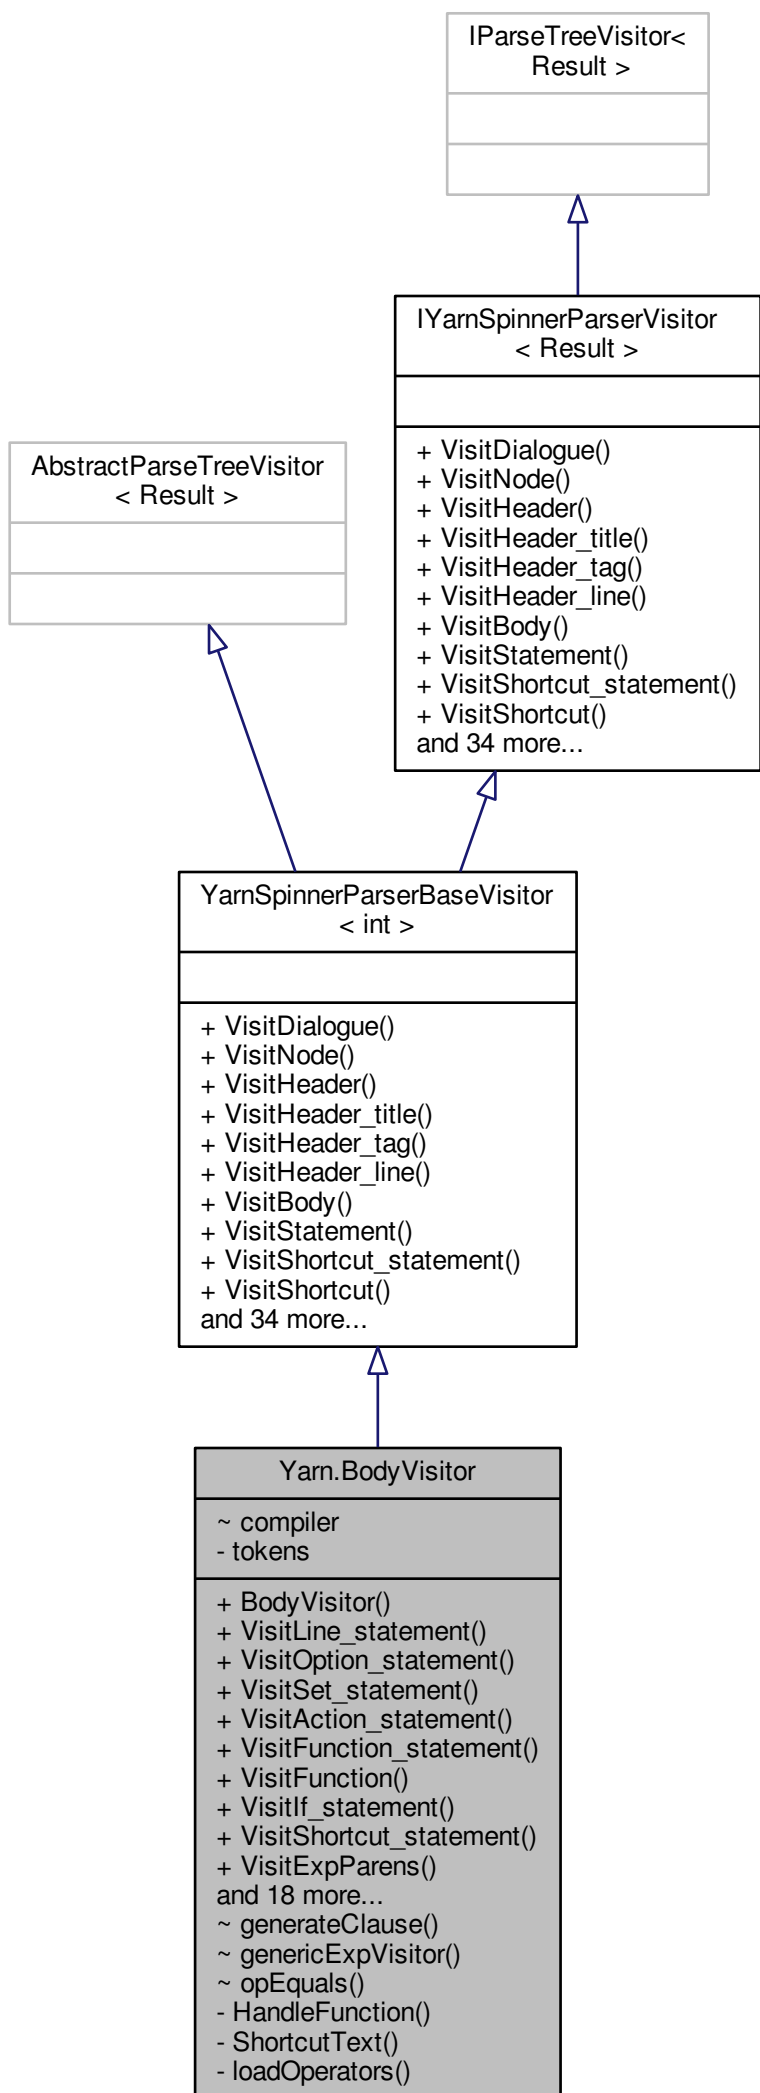 IParseTreeVisitor<
Result >
IYarnSpinnerParserVisitor
< Result >
+ VisitDialogue()
+ VisitNode()
+ VisitHeader()
+ VisitHeader_title()
+ VisitHeader_tag()
+ VisitHeader_line()
+ VisitBody()
+ VisitStatement()
+ VisitShortcut_statement()
+ VisitShortcut()
and 34 more...
AbstractParseTreeVisitor
< Result >
YarnSpinnerParserBaseVisitor
< int >
+ VisitDialogue()
+ VisitNode()
+ VisitHeader()
+ VisitHeader_title()
+ VisitHeader_tag()
+ VisitHeader_line()
+ VisitBody()
+ VisitStatement()
+ VisitShortcut_statement()
+ VisitShortcut()
and 34 more...
Yarn.BodyVisitor
~ compiler
- tokens
+ BodyVisitor()
+ VisitLine_statement()
+ VisitOption_statement()
+ VisitSet_statement()
+ VisitAction_statement()
+ VisitFunction_statement()
+ VisitFunction()
+ VisitIf_statement()
+ VisitShortcut_statement()
+ VisitExpParens()
and 18 more...
~ generateClause()
~ genericExpVisitor()
~ opEquals()
- HandleFunction()
- ShortcutText()
- loadOperators()